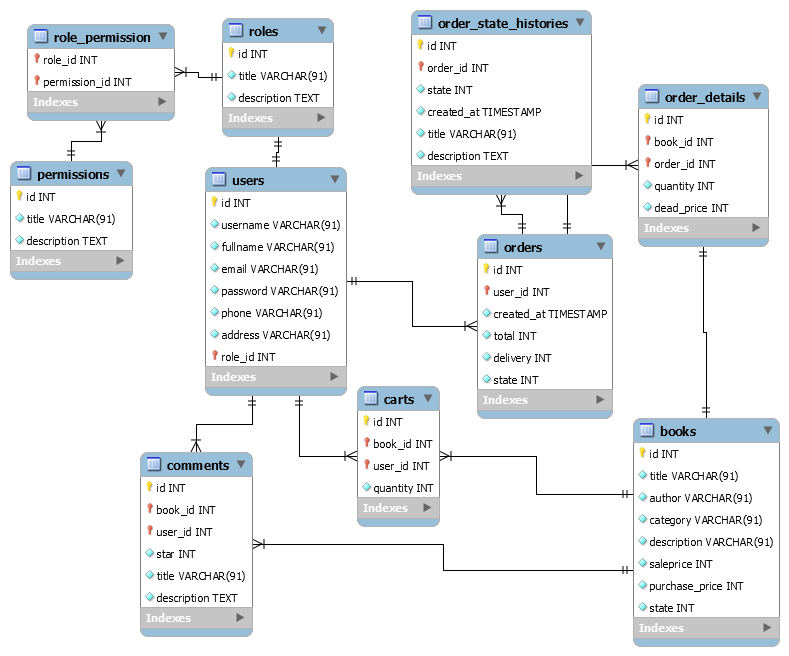 role_permission
role_id INT
permission_id INT
Indexes
roles
id INT
title VARCHAR(91)
description TEXT
Indexes
order_state_histories
id INT
order_id INT
state INT
created_at TIMESTAMP
title VARCHAR(91)
description TEXT
Indexes
order_details
id INT
book_id INT
order_id INT
quantity INT
dead_price INT
Indexes
permissions
id INT
title VARCHAR(91)
description TEXT
Indexes
users
id INT
username VARCHAR(91)
fullname VARCHAR(91)
email VARCHAR(91)
password VARCHAR(91)
phone VARCHAR(91)
address VARCHAR(91)
role_id INT
Indexes
orders
id INT
user_id INT
created_at TIMESTAMP
total INT
delivery INT
state INT
Indexes
carts
id INT
book_id INT
user_id INT
quantity INT
Indexes
comments
id INT
book_id INT
user_id INT
star INT
title VARCHAR(91)
description TEXT
Indexes
books
id INT
title VARCHAR(91)
author VARCHAR(91)
category VARCHAR(91)
description VARCHAR(91)
saleprice INT
purchase_price INT
state INT
Indexes